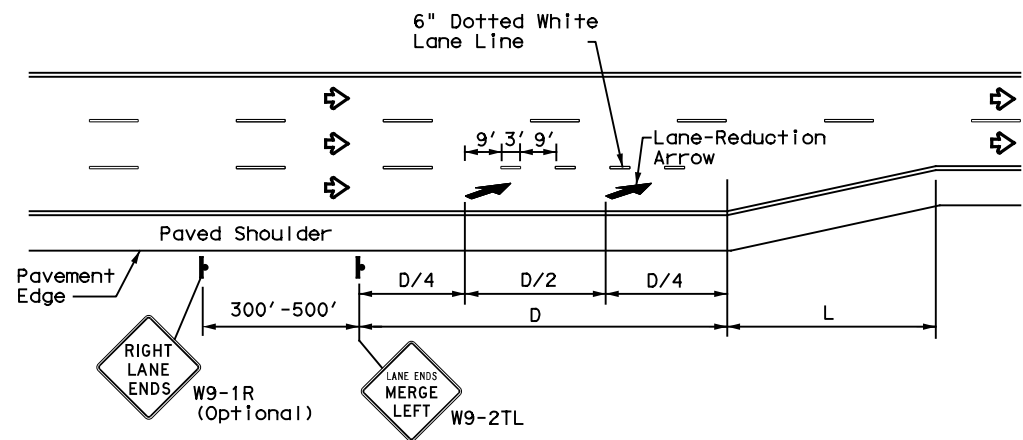 6" Dotted White
Lane Line
9' 3' 9'
Lane-Reduction
Arrow
Paved Shoulder
Pavement
Edge
D/4 D/2 D/4
300'-500' D L
RIGHT
LANE
ENDS
W9-1R
(Optional)
LANE ENDS
MERGE
LEFT
W9-2TL